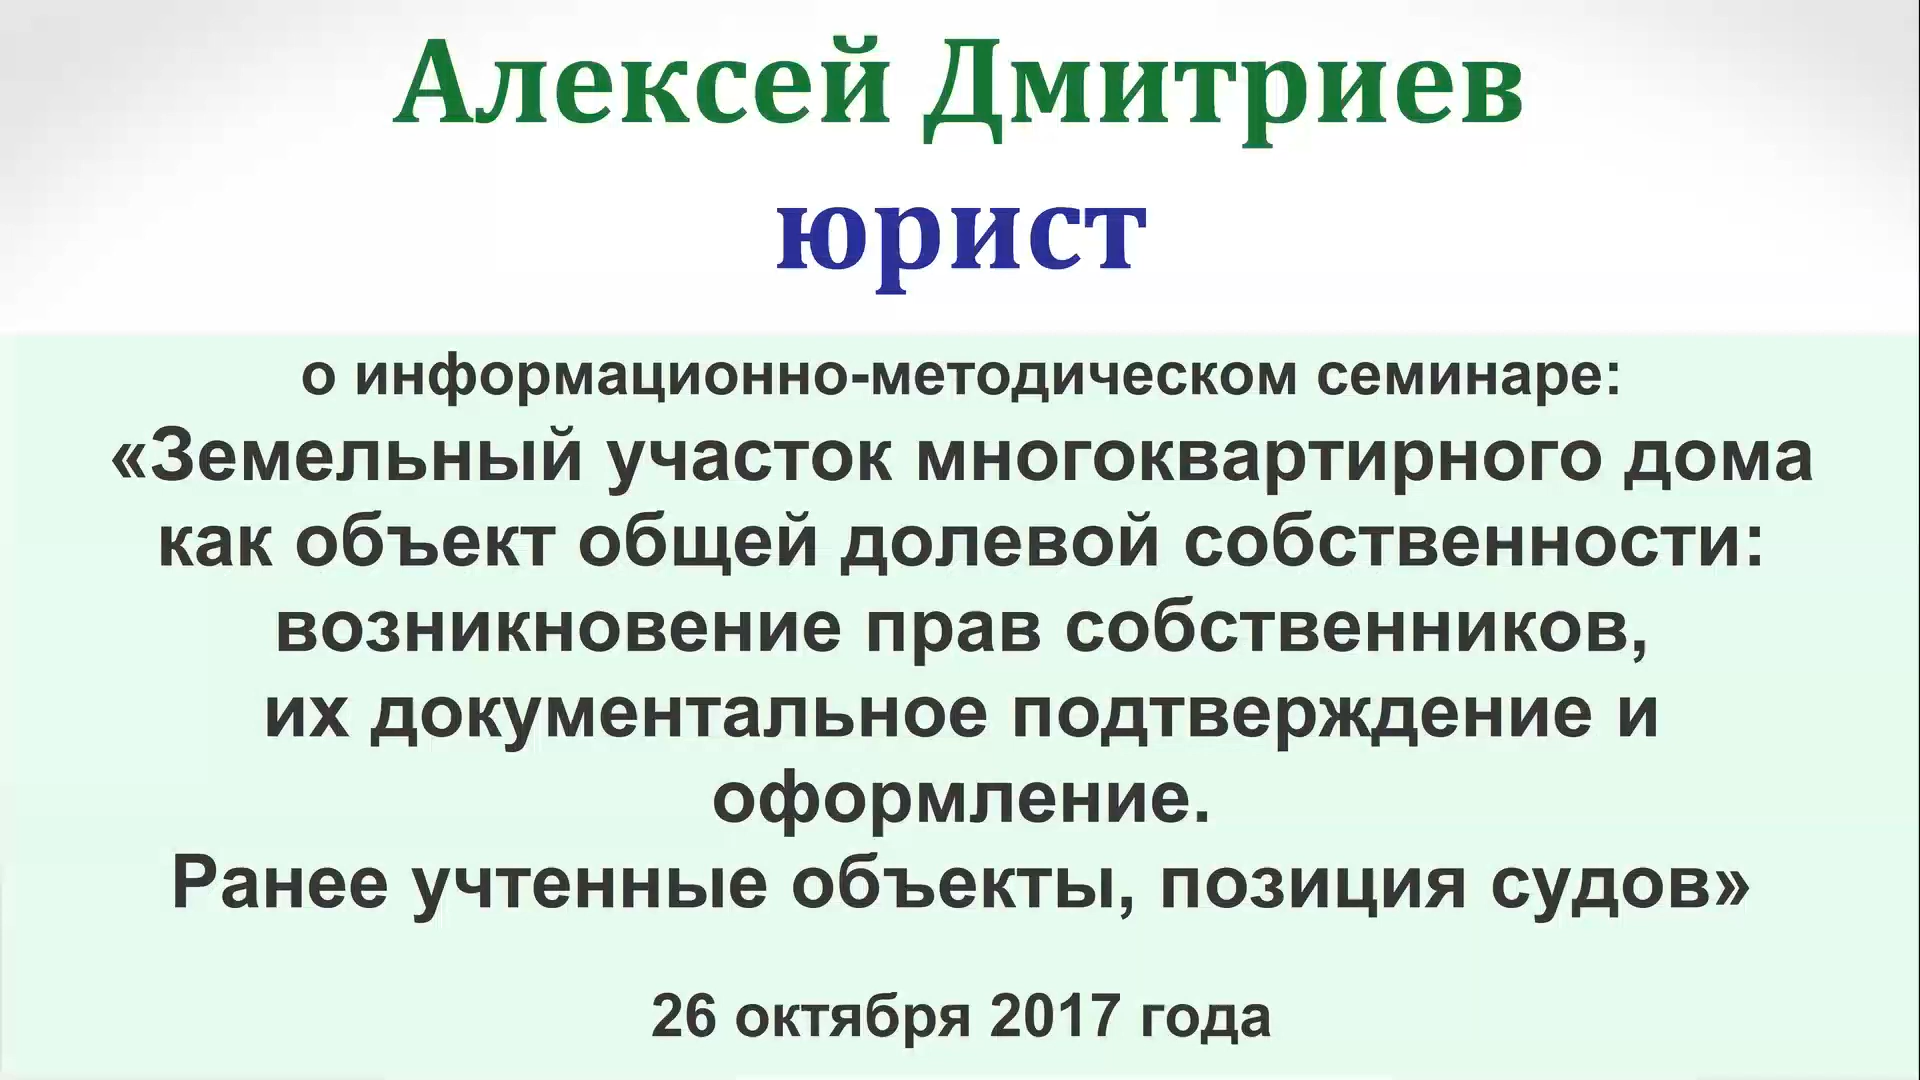 Алексей Дмитриев
юрист
о информационно-методическом семинаре:
«Земельный участок многоквартирного дома
как объект общей долевой собственности:
возникновение прав собственников,
их документальное подтверждение и
оформление.
Ранее учтенные объекты, позиция судов»
26 октября 2017 года